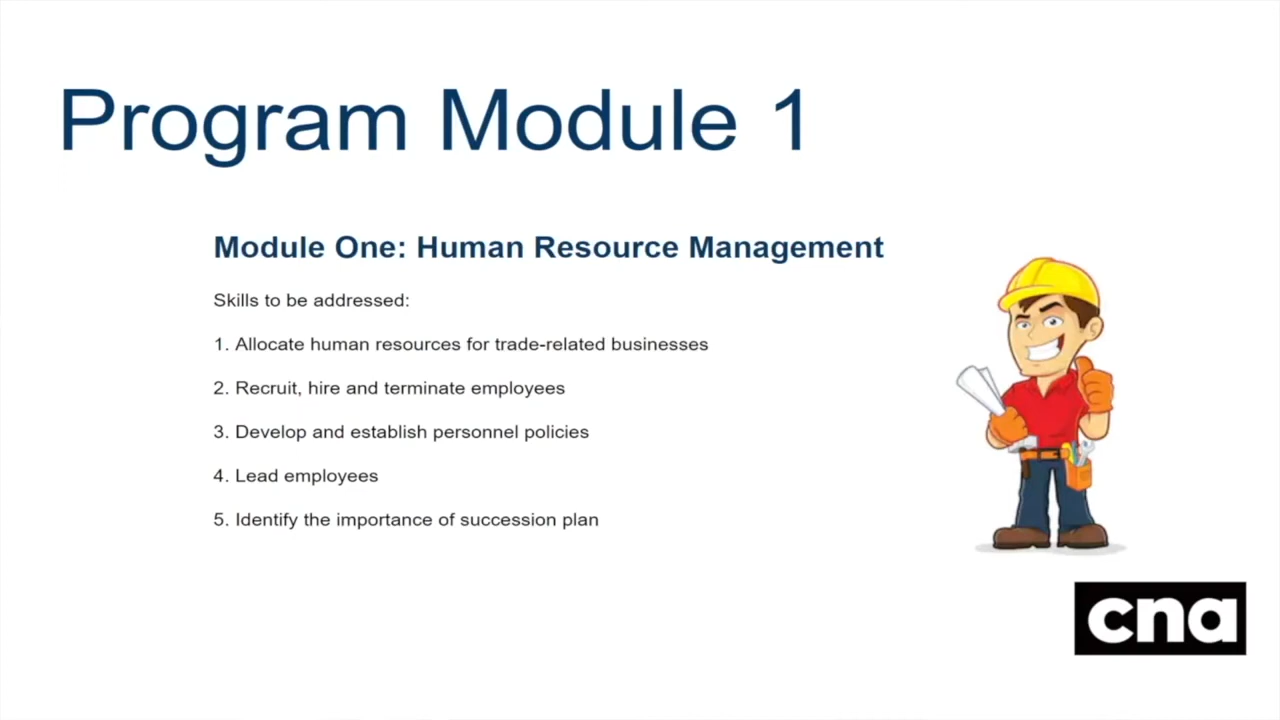 Program Module 1
Module One: Human Resource Management
Skills to be addressed:
1. Allocate human resources for trade-related businesses
2. Recruit, hire and terminate employees
3. Develop and establish personnel policies
4. Lead employees
5. Identify the importance of succession plan
cna